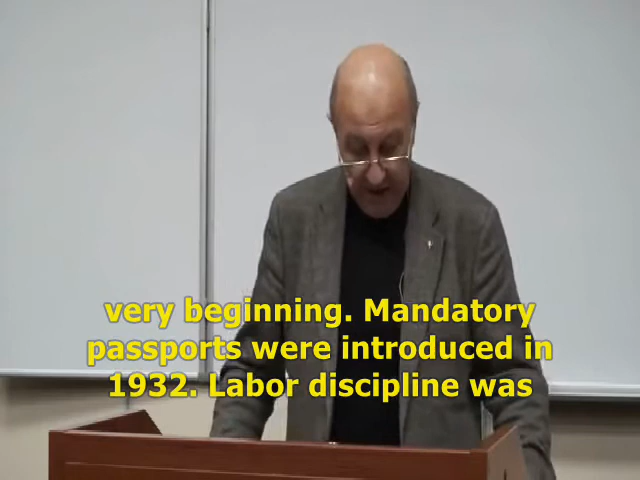 very beginning. Mandatory
passports were introduced in
1932. Labor discipline was